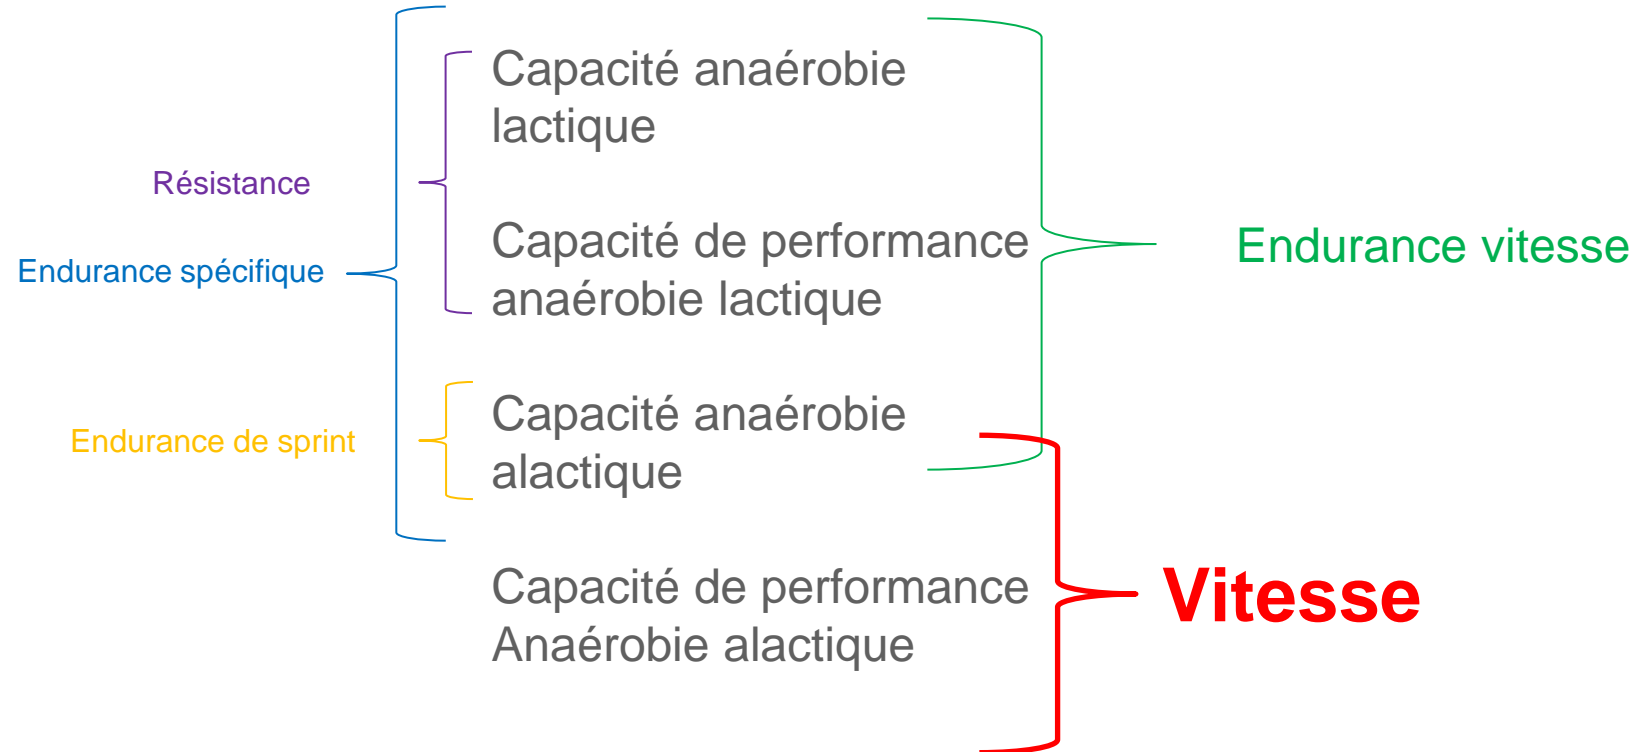 Capacité anaérobie
lactique
Résistance
Capacité de performance
anaérobie lactique
Endurance vitesse
Endurance spécifique
Capacité anaérobie
alactique
Endurance de sprint
Capacité de performance
Anaérobie alactique
Vitesse